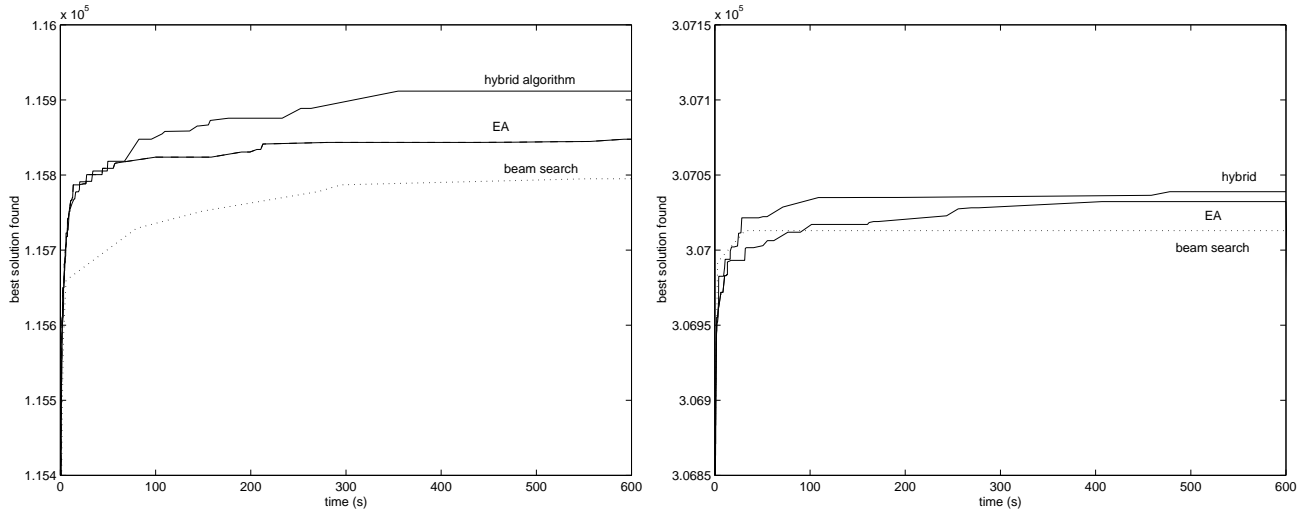 x 10^5
1.16
1.159
1.158
1.157
1.156
1.155
1.154
best solution found
hybrid algorithm
EA
beam search
0 100 200 300 400 500 600
time (s)
x 10^5
3.0715
3.071
3.0705
3.07
3.0695
3.069
3.0685
best solution found
hybrid
EA
beam search
0 100 200 300 400 500 600
time (s)